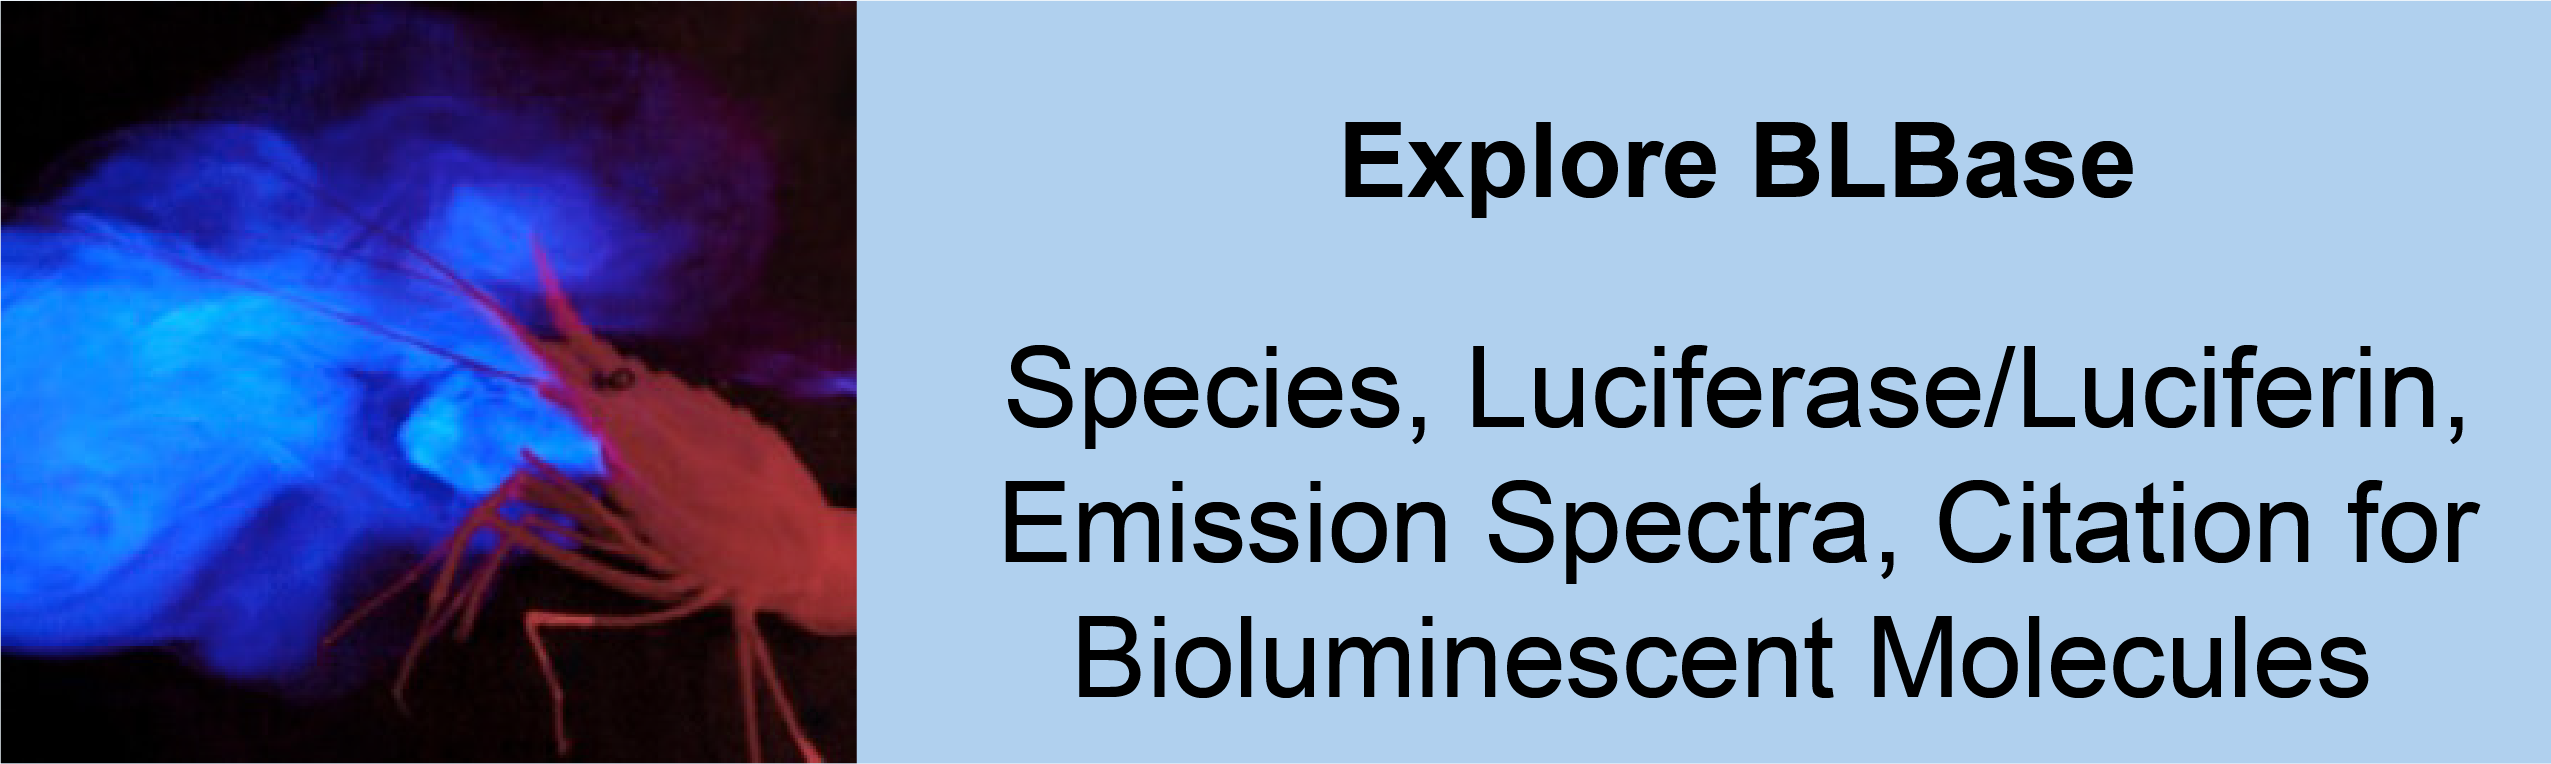 Explore BLBase
Species, Luciferase/Luciferin,
Emission Spectra, Citation for
Bioluminescent Molecules